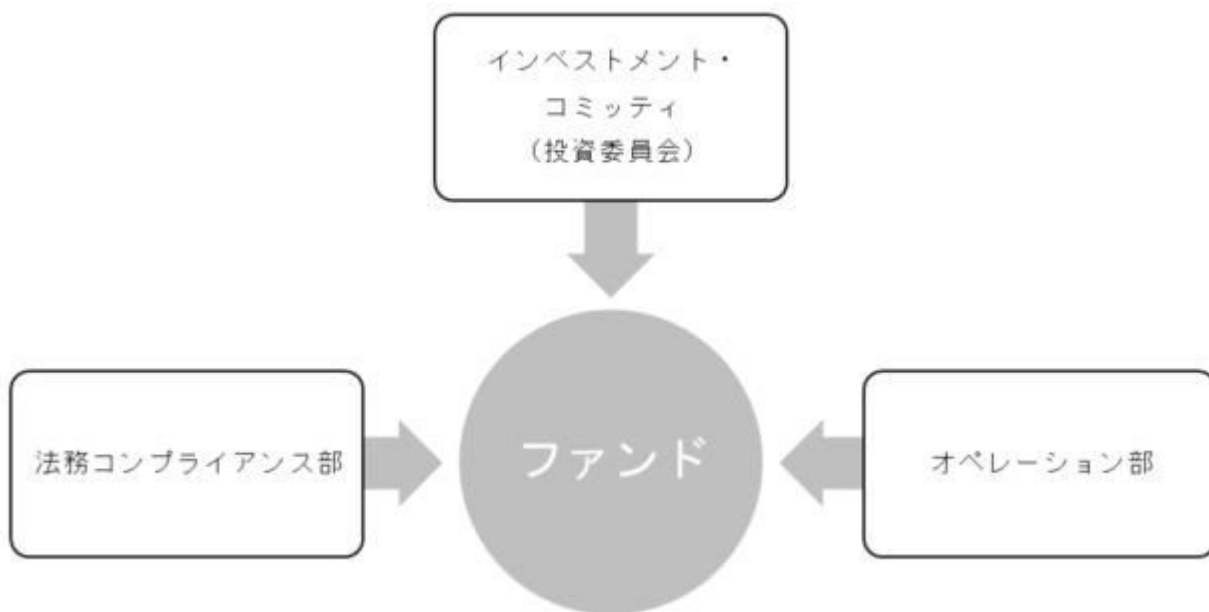 インベストメント・
コミッティ
（投資委員会）
法務コンプライアンス部
ファンド
オペレーション部